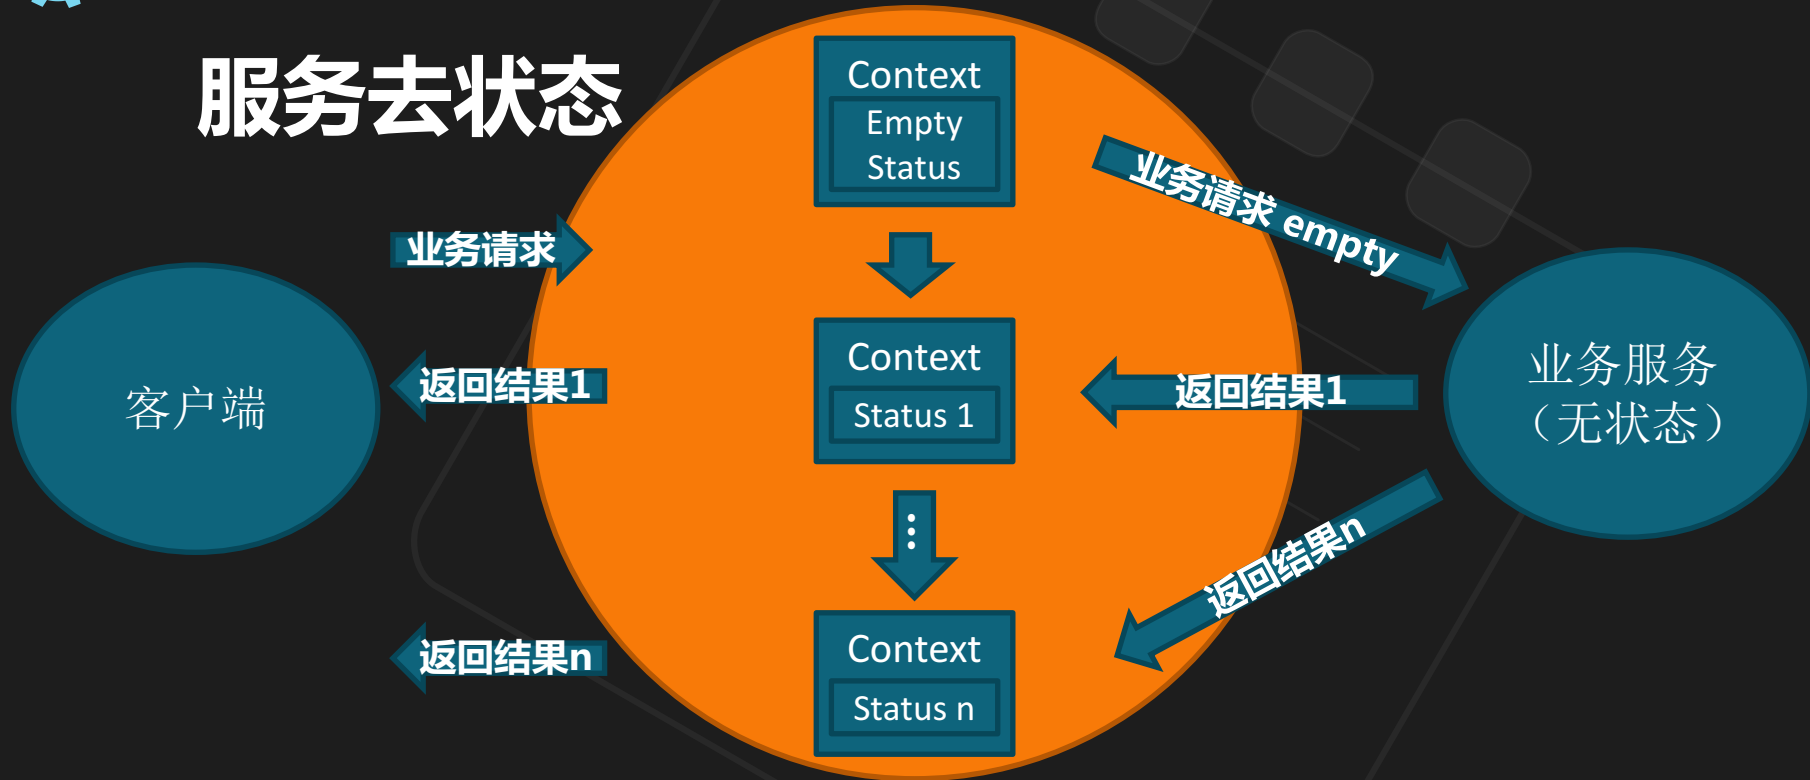 服务去状态
Context
Empty
Status
业务请求 empty
业务请求
Context
Status 1
返回结果1
返回结果1
客户端
业务服务
（无状态）
...
返回结果n
返回结果n
Context
Status n